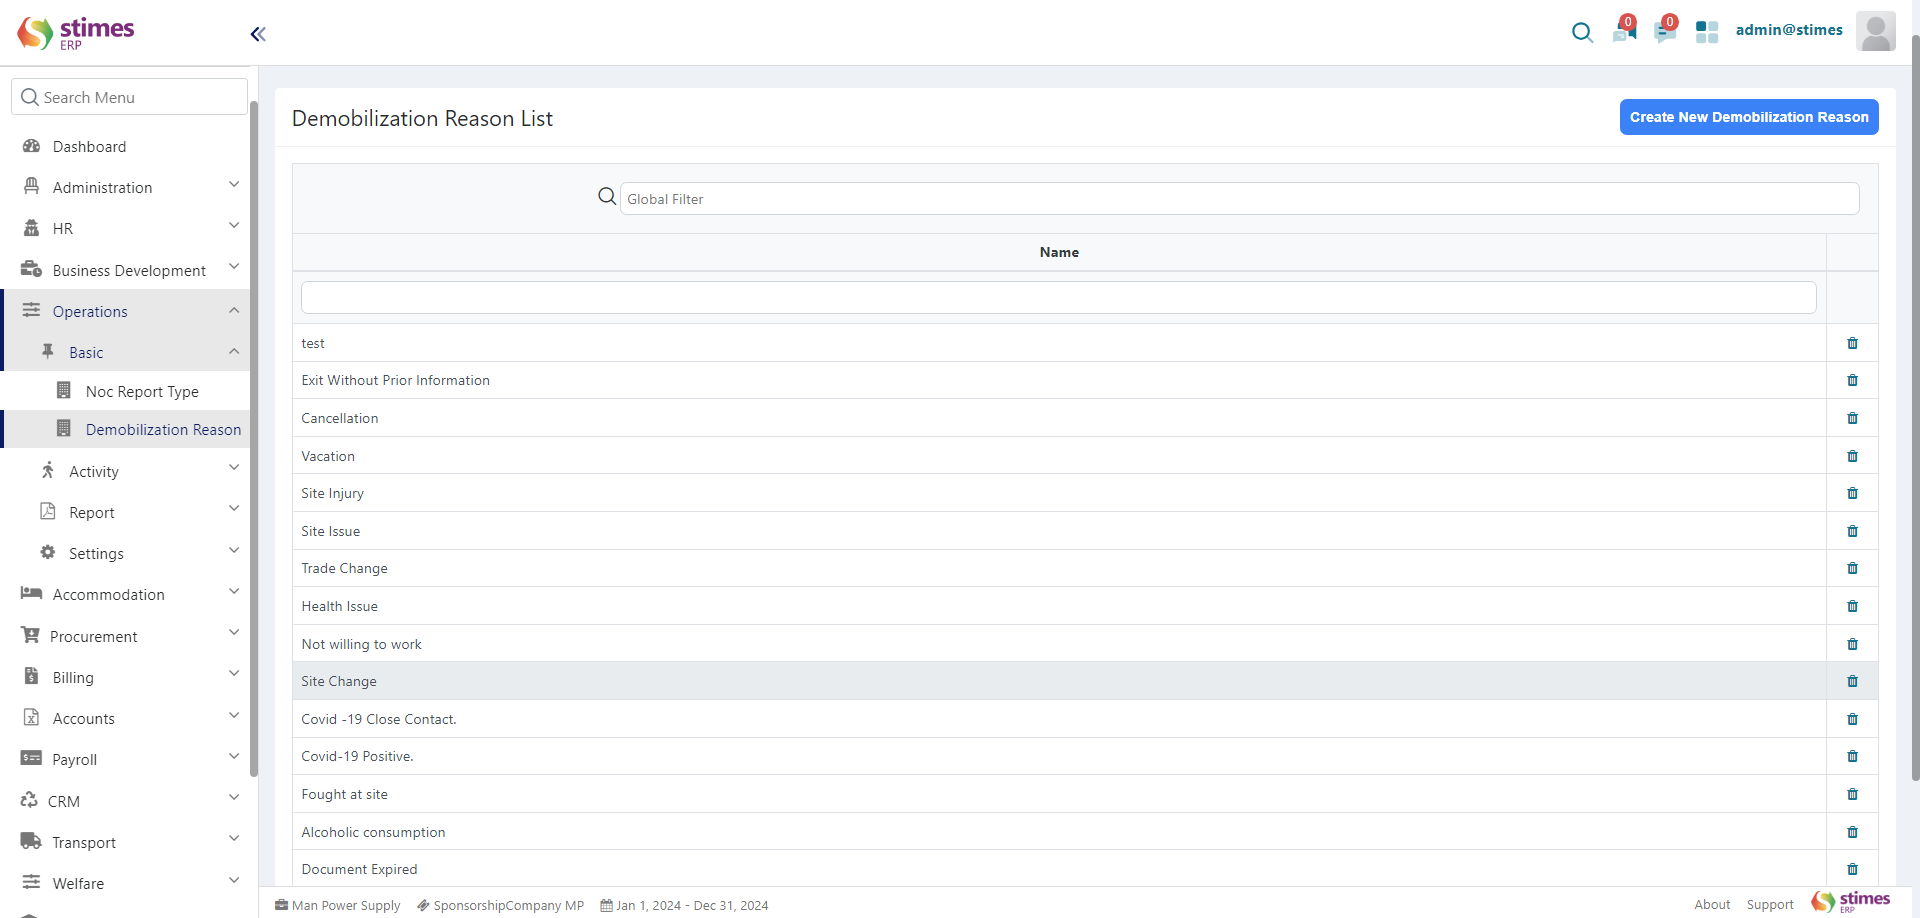 stimes
ERP
0
0
admin@stimes
Search Menu
Dashboard
Administration
HR
Business Development
Operations
Basic
Noc Report Type
Demobilization Reason
Activity
Report
Settings
Accommodation
Procurement
Billing
Accounts
Payroll
CRM
Transport
Welfare
Demobilization Reason List
Create New Demobilization Reason
Global Filter
Name
test
Exit Without Prior Information
Cancellation
Vacation
Site Injury
Site Issue
Trade Change
Health Issue
Not willing to work
Site Change
Covid -19 Close Contact.
Covid-19 Positive.
Fought at site
Alcoholic consumption
Document Expired
Man Power Supply SponsorshipCompany MP Jan 1, 2024 - Dec 31, 2024
About Support
stimes
ERP